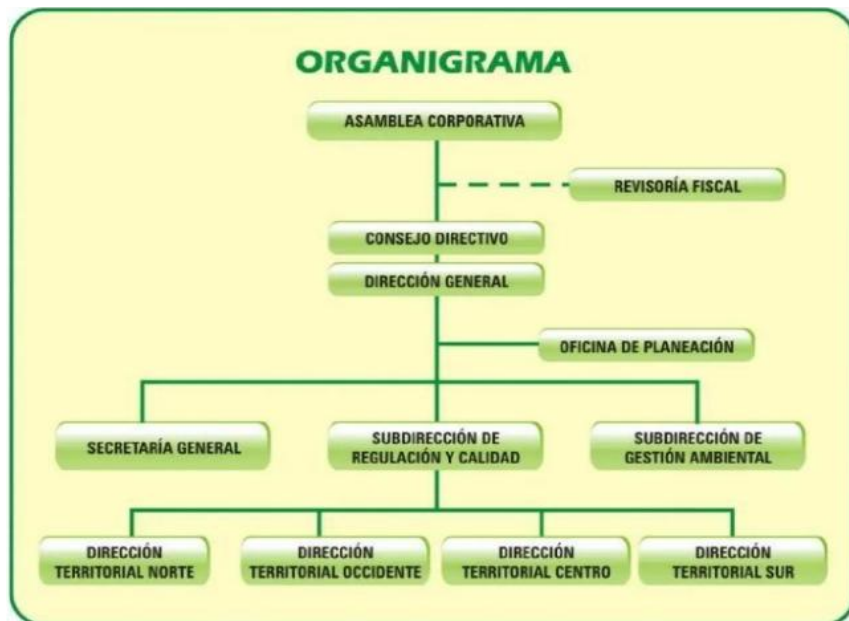 ORGANIGRAMA
ASAMBLEA CORPORATIVA
REVISORÍA FISCAL
CONSEJO DIRECTIVO
DIRECCIÓN GENERAL
OFICINA DE PLANEACIÓN
SECRETARÍA GENERAL
SUBDIRECCIÓN DE
REGULACIÓN Y CALIDAD
SUBDIRECCIÓN DE
GESTIÓN AMBIENTAL
DIRECCIÓN
TERRITORIAL NORTE
DIRECCIÓN
TERRITORIAL OCCIDENTE
DIRECCIÓN
TERRITORIAL CENTRO
DIRECCIÓN
TERRITORIAL SUR